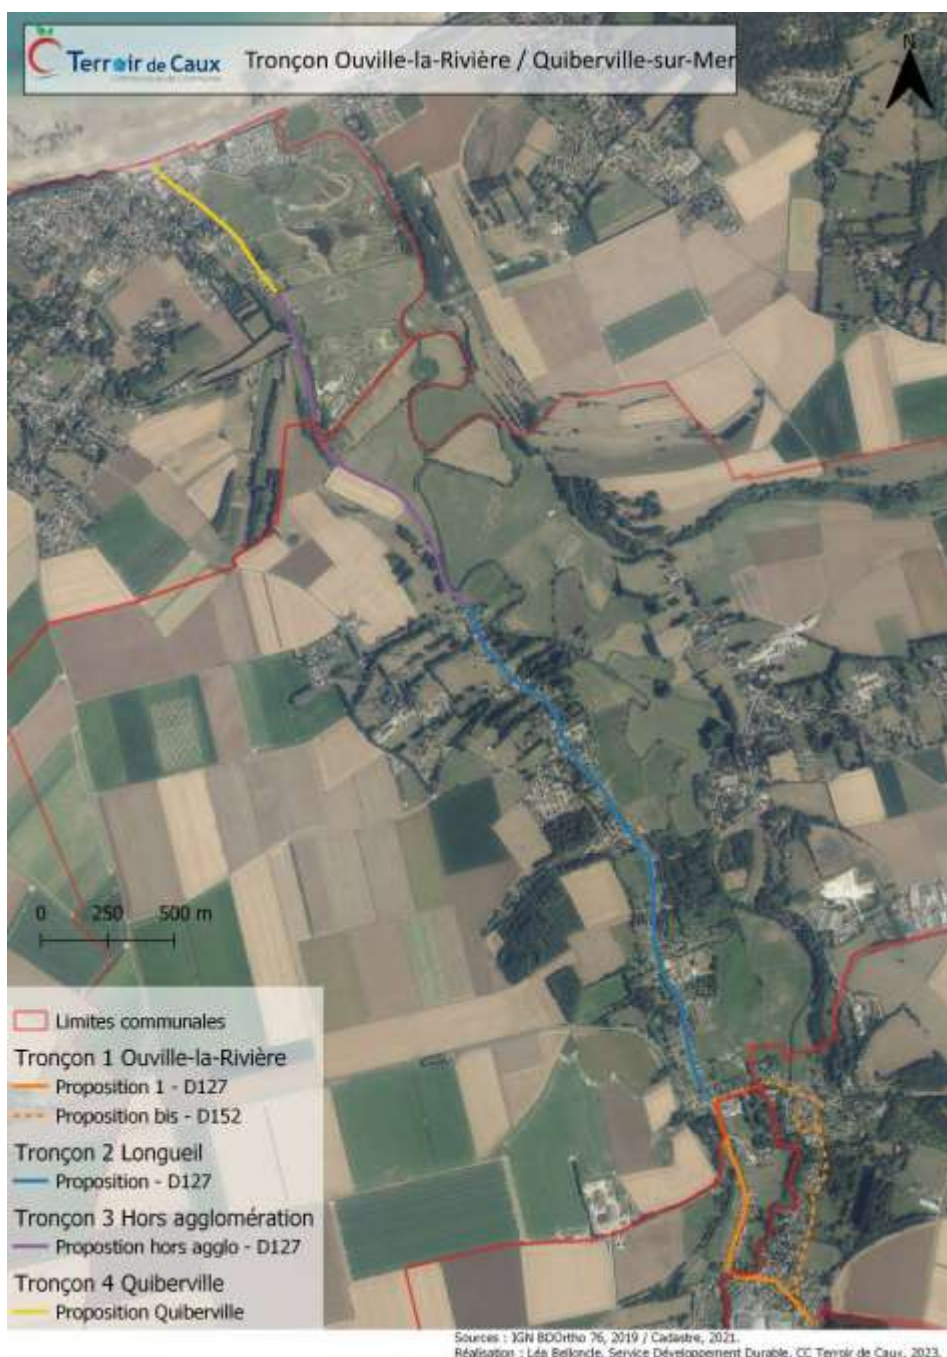 Terroir de Caux
Tronçon Ouville-la-Rivière / Quiberville-sur-Mer
N
0 250 500 m
Limites communales
Tronçon 1 Ouville-la-Rivière
Proposition 1 - D127
Proposition bis - D152
Tronçon 2 Longueil
Proposition - D127
Tronçon 3 Hors agglomération
Propostion hors agglo - D127
Tronçon 4 Quiberville
Proposition Quiberville
Sources : IGN BDOrtho 76, 2019 / Cadastre, 2021.
Réalisation : Léa Belloncle, Service Développement Durable, CC Terroir de Caux, 2023.